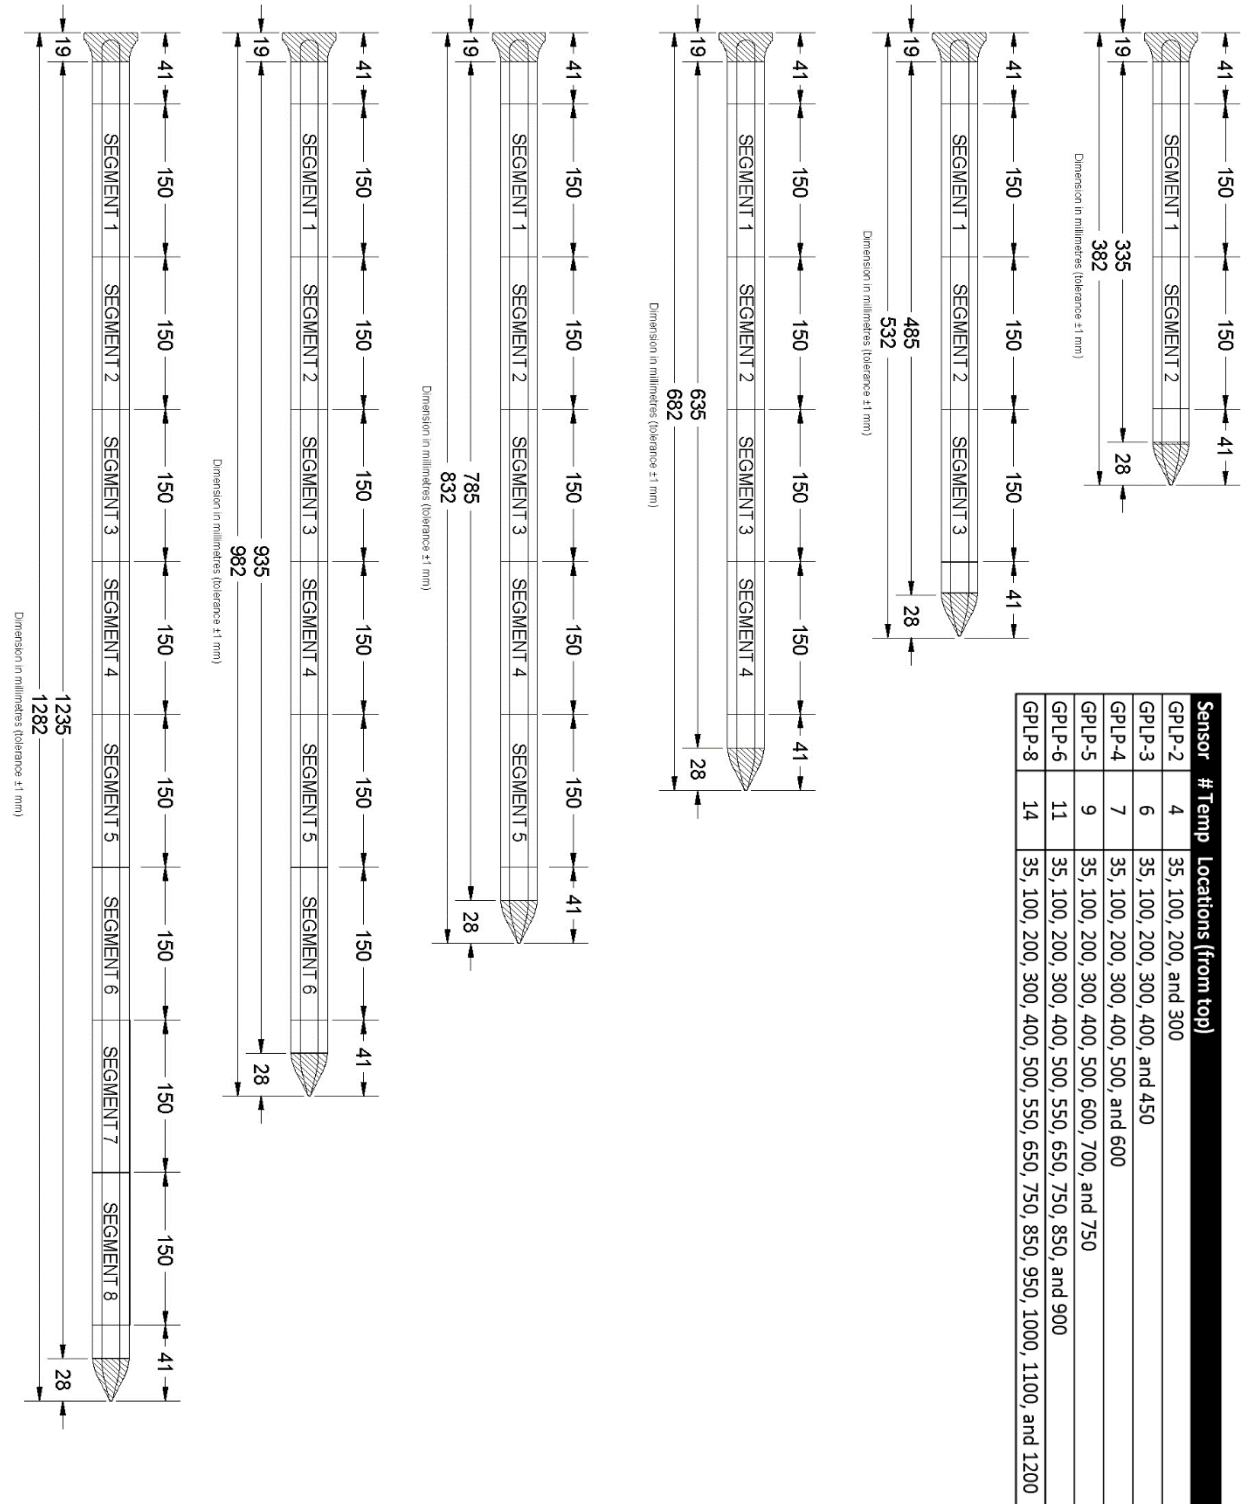 41 150 150 41
SEGMENT 1 SEGMENT 2
19 335 28
382
Dimension in millimetres (tolerance ±1 mm)
41 150 150 150 41
SEGMENT 1 SEGMENT 2 SEGMENT 3
19 485 28
532
Dimension in millimetres (tolerance ±1 mm)
41 150 150 150 150 41
SEGMENT 1 SEGMENT 2 SEGMENT 3 SEGMENT 4
19 635 28
682
Dimension in millimetres (tolerance ±1 mm)
41 150 150 150 150 150 41
SEGMENT 1 SEGMENT 2 SEGMENT 3 SEGMENT 4 SEGMENT 5
19 785 28
832
Dimension in millimetres (tolerance ±1 mm)
41 150 150 150 150 150 150 41
SEGMENT 1 SEGMENT 2 SEGMENT 3 SEGMENT 4 SEGMENT 5 SEGMENT 6
19 935 28
982
Dimension in millimetres (tolerance ±1 mm)
41 150 150 150 150 150 150 150 150 41
SEGMENT 1 SEGMENT 2 SEGMENT 3 SEGMENT 4 SEGMENT 5 SEGMENT 6 SEGMENT 7 SEGMENT 8
19 1235 28
1282
Dimension in millimetres (tolerance ±1 mm)
Sensor # Temp Locations (from top)
GPLP-2 4 35, 100, 200, and 300
GPLP-3 6 35, 100, 200, 300, 400, and 450
GPLP-4 7 35, 100, 200, 300, 400, 500, and 600
GPLP-5 9 35, 100, 200, 300, 400, 500, 600, 700, and 750
GPLP-6 11 35, 100, 200, 300, 400, 500, 550, 650, 750, 850, and 900
GPLP-8 14 35, 100, 200, 300, 400, 500, 550, 650, 750, 850, 950, 1000, 1100, and 1200